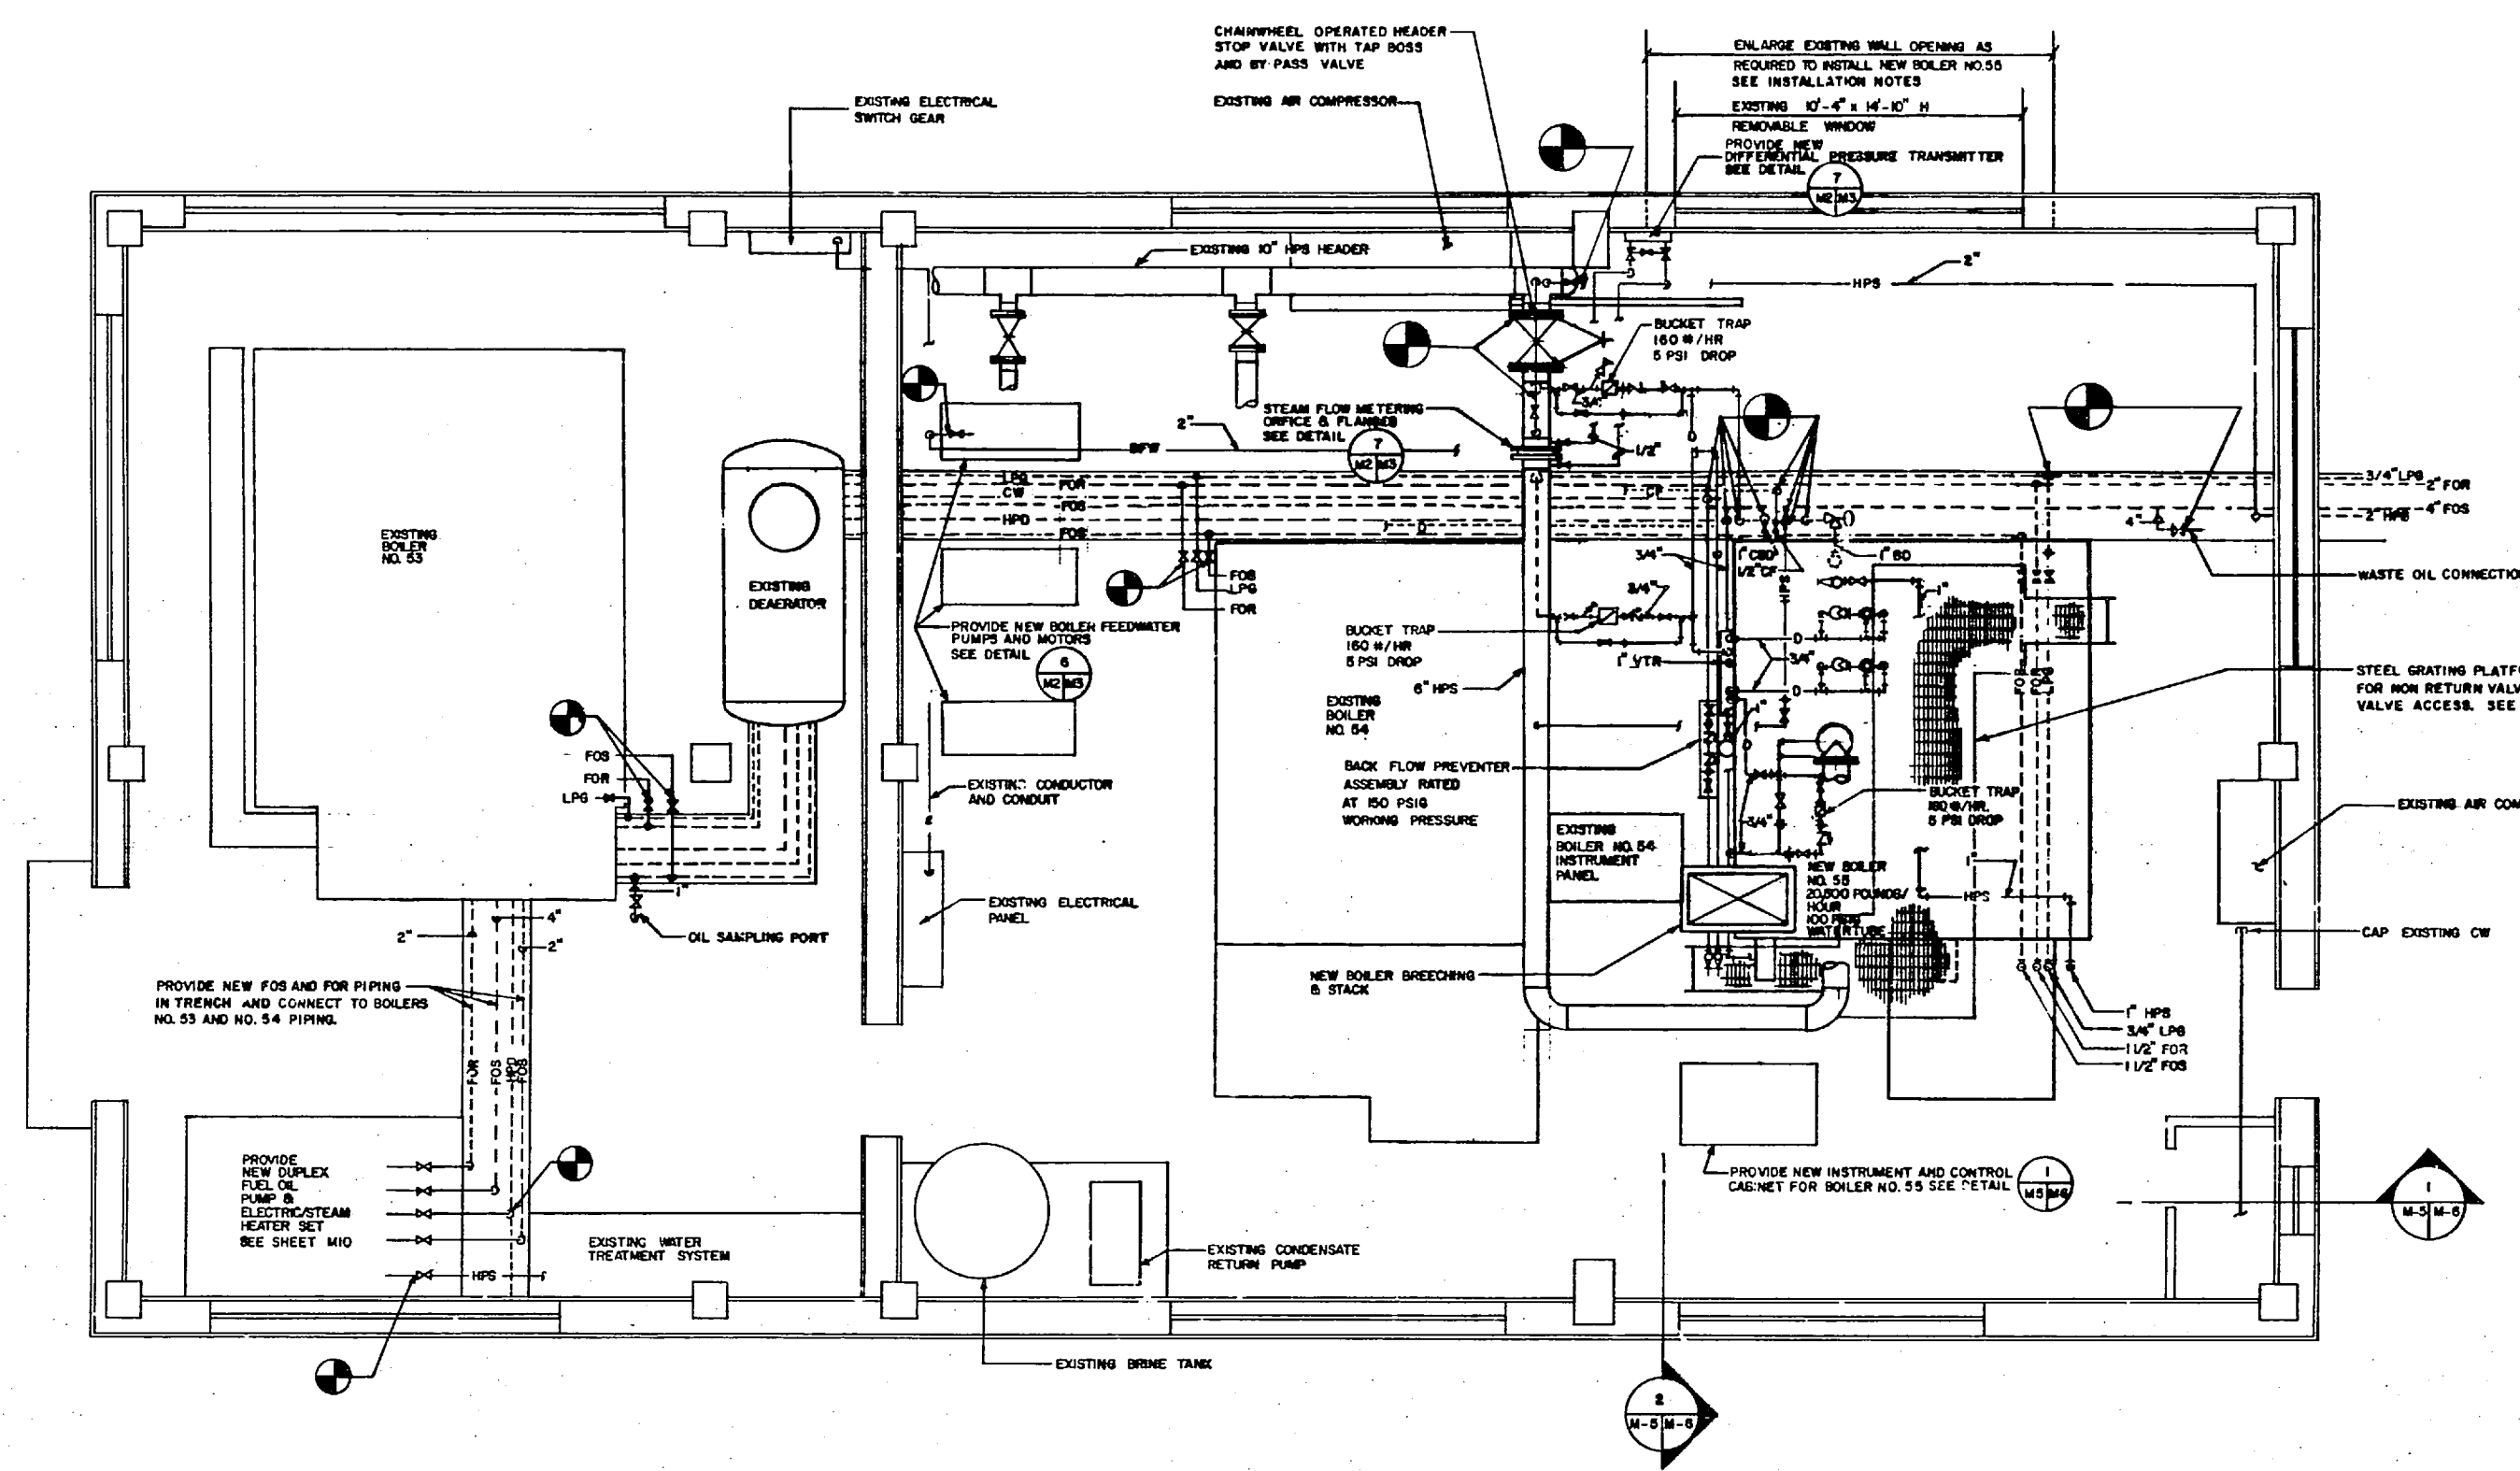 CHAINWHEEL OPERATED HEADER
STOP VALVE WITH TAP BOSS
AND BY-PASS VALVE
EXISTING AIR COMPRESSOR
ENLARGE EXISTING WALL OPENING AS
REQUIRED TO INSTALL NEW BOILER NO.55
SEE INSTALLATION NOTES
EXISTING 10'-4" x 14'-10" H
REMOVABLE WINDOW
PROVIDE NEW
DIFFERENTIAL PRESSURE TRANSMITTER
SEE DETAIL
7
M2 M3
EXISTING ELECTRICAL
SWITCH GEAR
EXISTING 10" HPS HEADER
2"
HPS
BUCKET TRAP
160 #/HR
5 PSI DROP
3/4"
STEAM FLOW METERING
ORIFICE & FLANGES
SEE DETAIL
7
M2 M3
2"
BFW
1/2"
LPG
FOR
CW
FOS
HPD
FOS
CF
D
D
3/4" LPG
2" FOR
4" FOS
2" HPS
4"
WASTE OIL CONNECTIO
EXISTING
BOILER
NO. 53
EXISTING
DEAERATOR
FOS
LPG
FOR
PROVIDE NEW BOILER FEEDWATER
PUMPS AND MOTORS
SEE DETAIL
6
M2 M3
3/4"
1" CBD
1/2" CF
1" BD
HPS
1"
3/4"
BUCKET TRAP
160 #/HR
5 PSI DROP
1" VTR
D
3/4"
D
6" HPS
EXISTING
BOILER
NO. 54
1"
FOR
FOR
LPG
STEEL GRATING PLATF
FOR NON RETURN VALV
VALVE ACCESS. SEE
FOS
FOR
LPG
BACK FLOW PREVENTER
ASSEMBLY RATED
AT 150 PSIG
WORKING PRESSURE
D
BUCKET TRAP
160 #/HR.
5 PSI DROP
3/4"
EXISTING CONDUCTOR
AND CONDUIT
EXISTING AIR COM
EXISTING
BOILER NO. 54
INSTRUMENT
PANEL
NEW BOILER
NO. 55
20,500 POUNDS/
HOUR
100 PSIG
WATERTUBE
1"
HPS
EXISTING ELECTRICAL
PANEL
1"
4"
2"
2"
OIL SAMPLING PORT
CAP EXISTING CW
NEW BOILER BREECHING
& STACK
PROVIDE NEW FOS AND FOR PIPING
IN TRENCH AND CONNECT TO BOILERS
NO. 53 AND NO. 54 PIPING.
1" HPS
3/4" LPG
1 1/2" FOR
1 1/2" FOS
FOR
FOS
HPD
FOS
PROVIDE
NEW DUPLEX
FUEL OIL
PUMP &
ELECTRIC/STEAM
HEATER SET
SEE SHEET M10
HPS
EXISTING WATER
TREATMENT SYSTEM
EXISTING CONDENSATE
RETURN PUMP
PROVIDE NEW INSTRUMENT AND CONTROL
CABINET FOR BOILER NO. 55 SEE DETAIL
1
M5 M6
1
M-5 M-6
EXISTING BRINE TANK
2
M-5 M-6